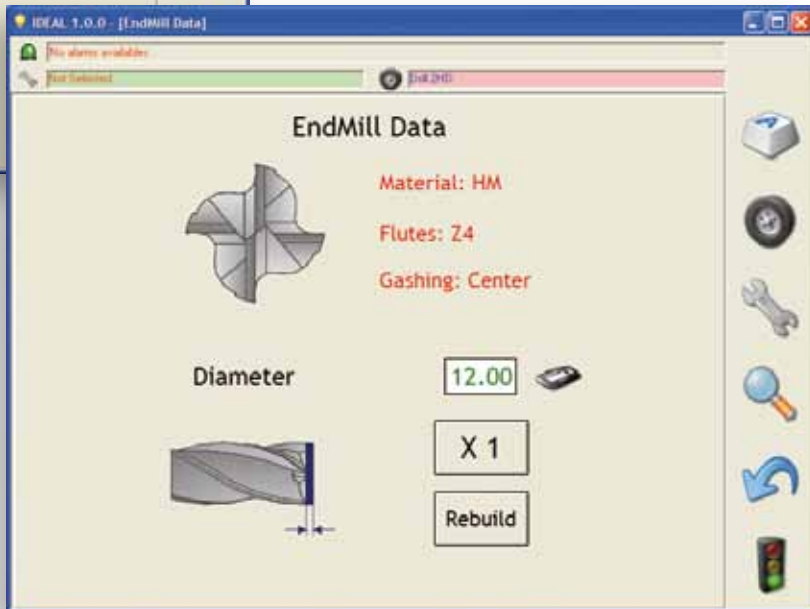 IDEAL 1.0.0 - [EndMill Data]
No alarms available
Not Selected
EndMill Data
Material: HM
Flutes: Z4
Gashing: Center
Diameter
12.00
X 1
Rebuild
A